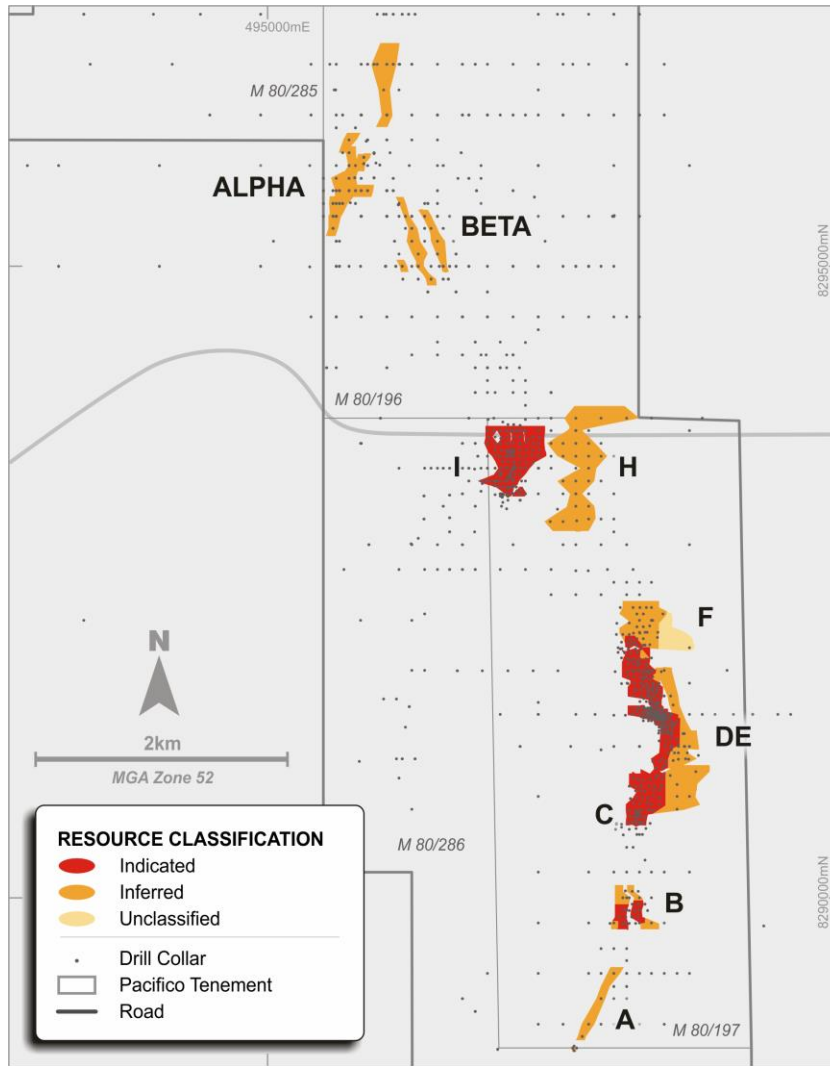 495000mE
M 80/285
ALPHA
BETA
8295000mN
M 80/196
I
H
F
N
2km
MGA Zone 52
DE
C
M 80/286
B
8290000mN
A
M 80/197
RESOURCE CLASSIFICATION
Indicated
Inferred
Unclassified
Drill Collar
Pacifico Tenement
Road